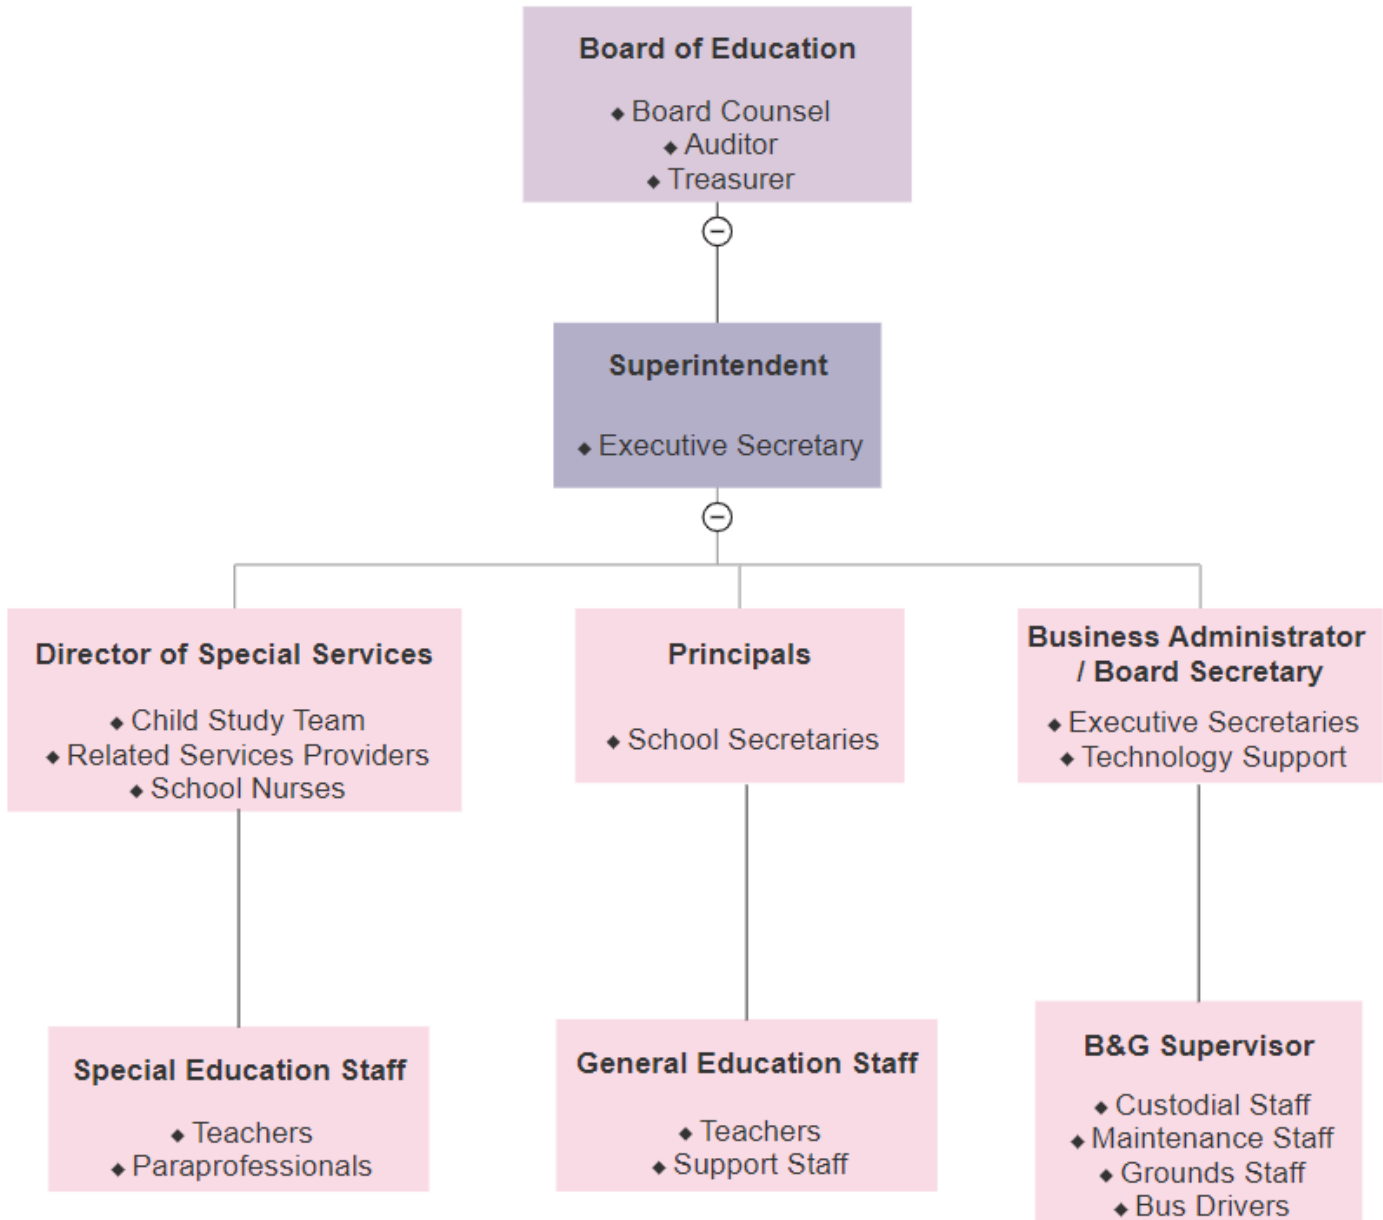 Board of Education
◆ Board Counsel
◆ Auditor
◆ Treasurer
Superintendent
◆ Executive Secretary
Director of Special Services
◆ Child Study Team
◆ Related Services Providers
◆ School Nurses
Principals
◆ School Secretaries
Business Administrator
/ Board Secretary
◆ Executive Secretaries
◆ Technology Support
Special Education Staff
◆ Teachers
◆ Paraprofessionals
General Education Staff
◆ Teachers
◆ Support Staff
B&G Supervisor
◆ Custodial Staff
◆ Maintenance Staff
◆ Grounds Staff
◆ Bus Drivers